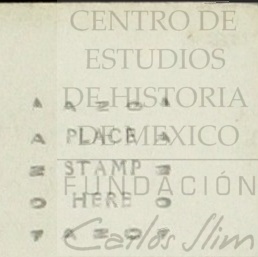 CENTRO DE
ESTUDIOS
DE HISTORIA
A Z O
DE MEXICO
PLACE
STAMP
HERE
FUNDACIÓN
Carlos Slim
A Z O